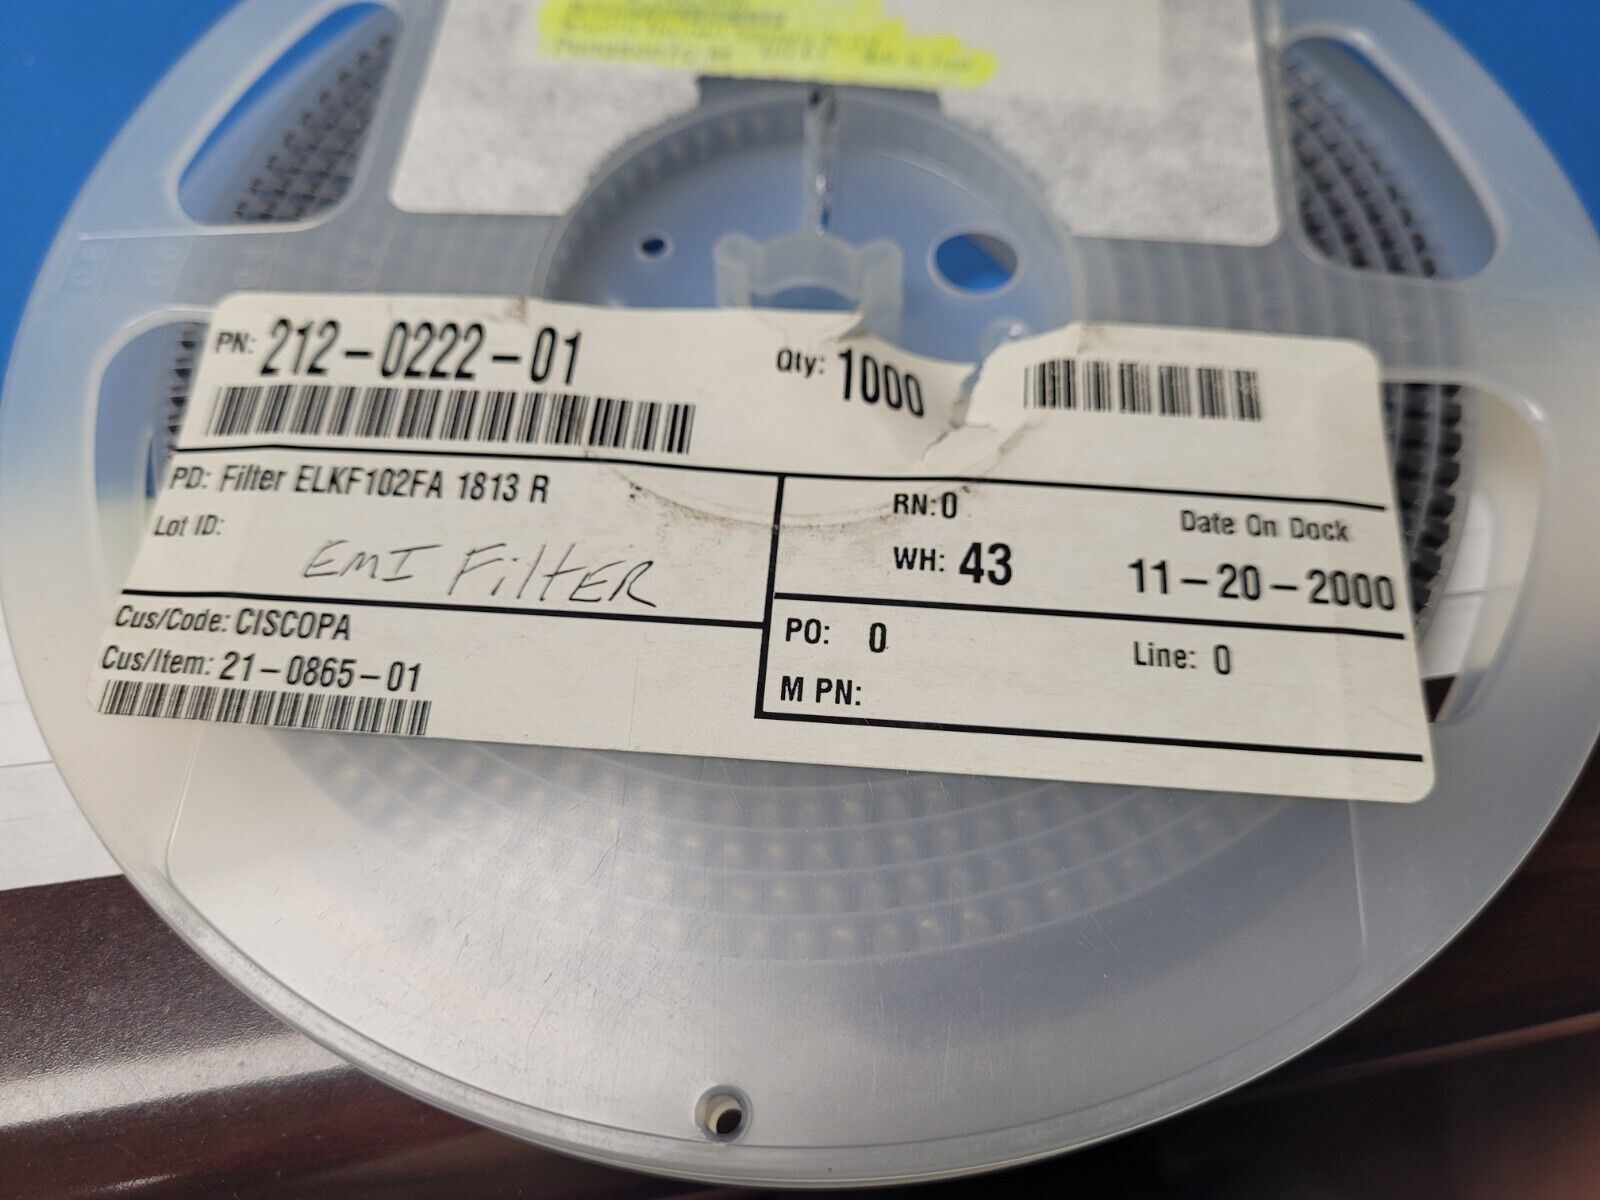 PN: 212-0222-01
Qty: 1000
PD: Filter ELKF102FA 1813 R
Lot ID:
EMI FiltER
Cus/Code: CISCOPA
Cus/Item: 21-0865-01
RN:0
Date On Dock
WH: 43
11-20-2000
PO: 0
Line: 0
M PN: